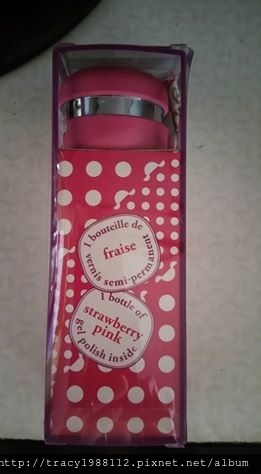 1 bouteille de
fraise
vernis semi-permanent
1 bottle of
strawberry
pink
gel polish inside
http://tracy1988112.pixnet.net/album